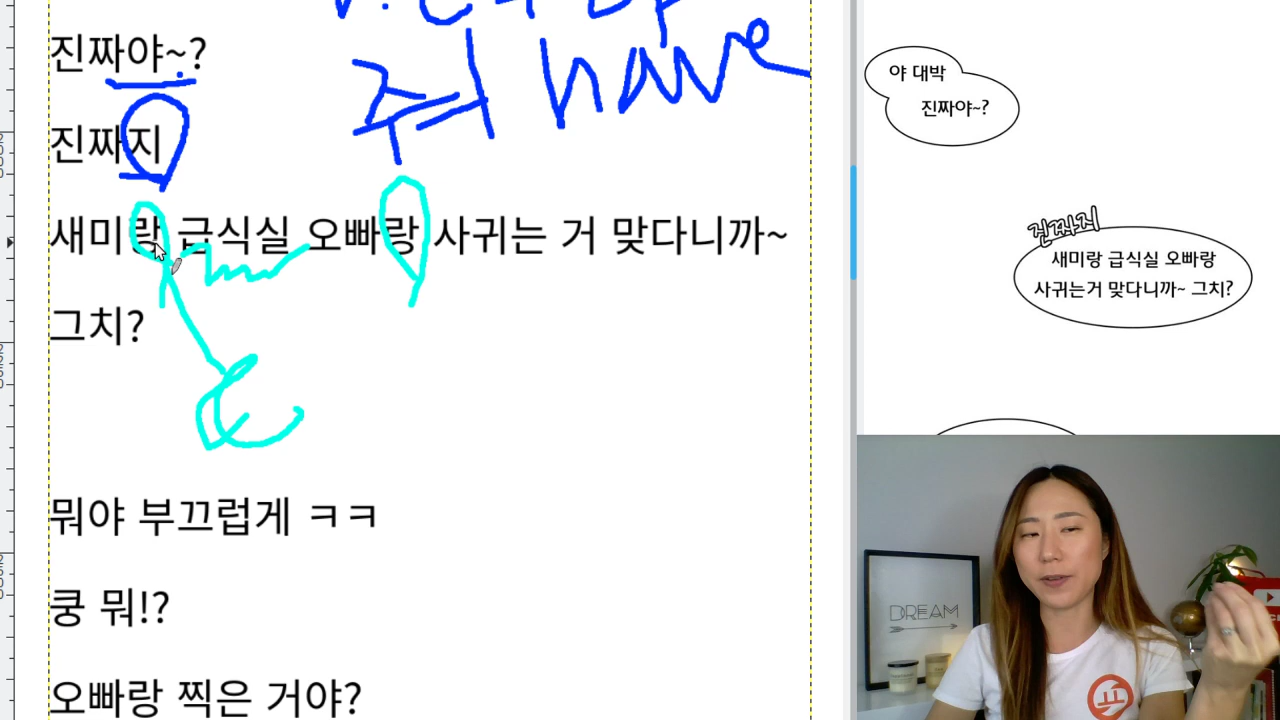 진짜야~?
have
진짜지
새미랑 급식실 오빠랑 사귀는 거 맞다니까~
그치?
뭐야 부끄럽게 ㅋㅋ
쿵 뭐!?
오빠랑 찍은 거야?
야 대박
진짜야~?
진짜지
새미랑 급식실 오빠랑
사귀는거 맞다니까~ 그치?
DREAM